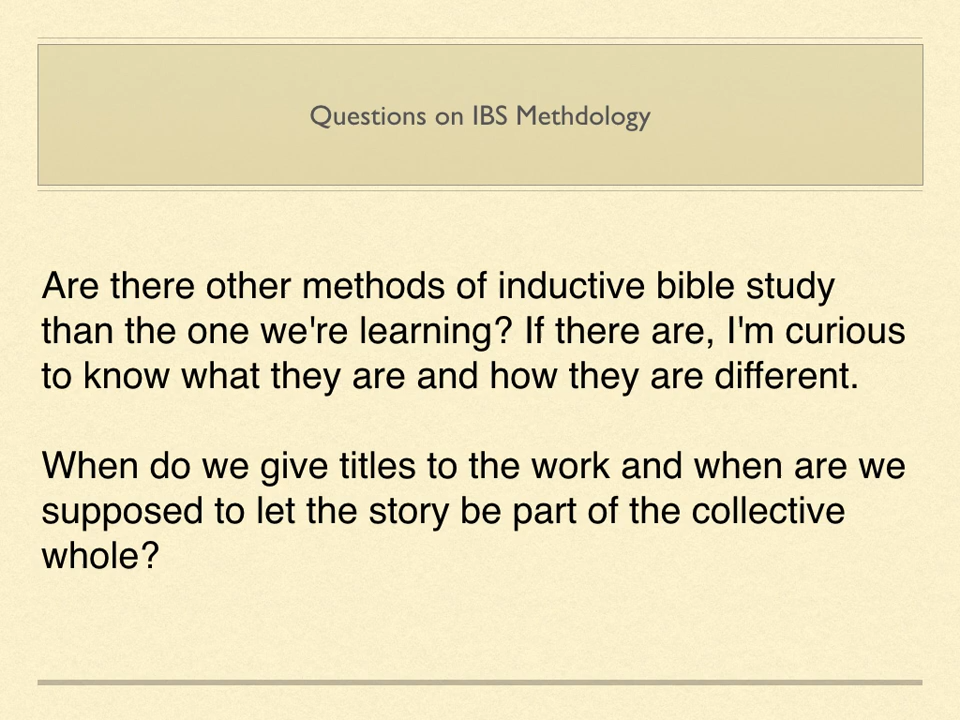 Questions on IBS Methdology
Are there other methods of inductive bible study
than the one we're learning? If there are, I'm curious
to know what they are and how they are different.
When do we give titles to the work and when are we
supposed to let the story be part of the collective
whole?